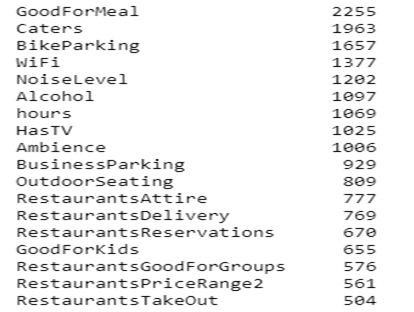 GoodForMeal 2255
Caters 1963
BikeParking 1657
WiFi 1377
NoiseLevel 1202
Alcohol 1097
hours 1069
HasTV 1025
Ambience 1006
BusinessParking 929
OutdoorSeating 809
RestaurantsAttire 777
RestaurantsDelivery 769
RestaurantsReservations 670
GoodForKids 655
RestaurantsGoodForGroups 576
RestaurantsPriceRange2 561
RestaurantsTakeOut 504